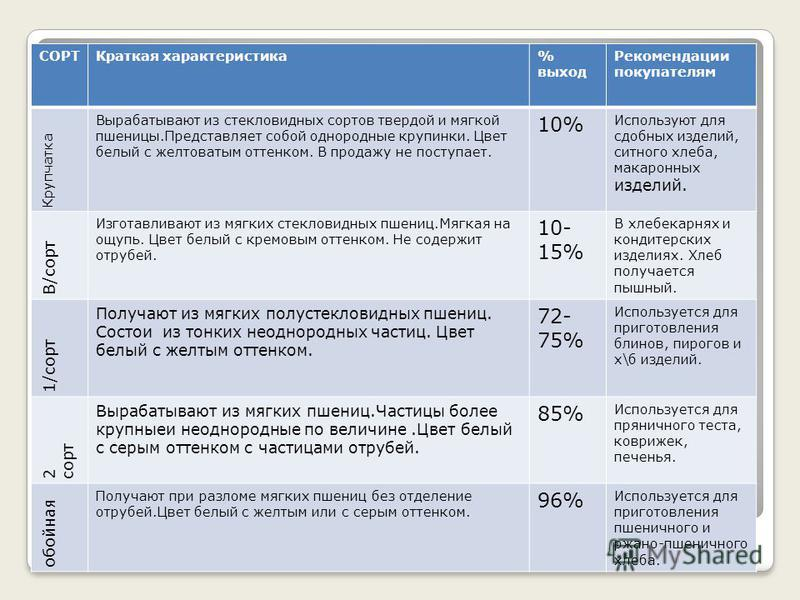 СОРТ
Краткая характеристика
%
выход
Рекомендации
покупателям
Крупчатка
Вырабатывают из стекловидных сортов твердой и мягкой
пшеницы.Представляет собой однородные крупинки. Цвет
белый с желтоватым оттенком. В продажу не поступает.
10%
Используют для
сдобных изделий,
ситного хлеба,
макаронных
изделий.
В/сорт
Изготавливают из мягких стекловидных пшениц.Мягкая на
ощупь. Цвет белый с кремовым оттенком. Не содержит
отрубей.
10-
15%
В хлебекарнях и
кондитерских
изделиях. Хлеб
получается
пышный.
1/сорт
Получают из мягких полустекловидных пшениц.
Состои из тонких неоднородных частиц. Цвет
белый с желтым оттенком.
72-
75%
Используется для
приготовления
блинов, пирогов и
х\б изделий.
2
сорт
Вырабатывают из мягких пшениц.Частицы более
крупныеи неоднородные по величине .Цвет белый
с серым оттенком с частицами отрубей.
85%
Используется для
пряничного теста,
коврижек,
печенья.
обойная
Получают при разломе мягких пшениц без отделение
отрубей.Цвет белый с желтым или с серым оттенком.
96%
Используется для
приготовления
пшеничного и
ржано-пшеничного
хлеба.
MyShared